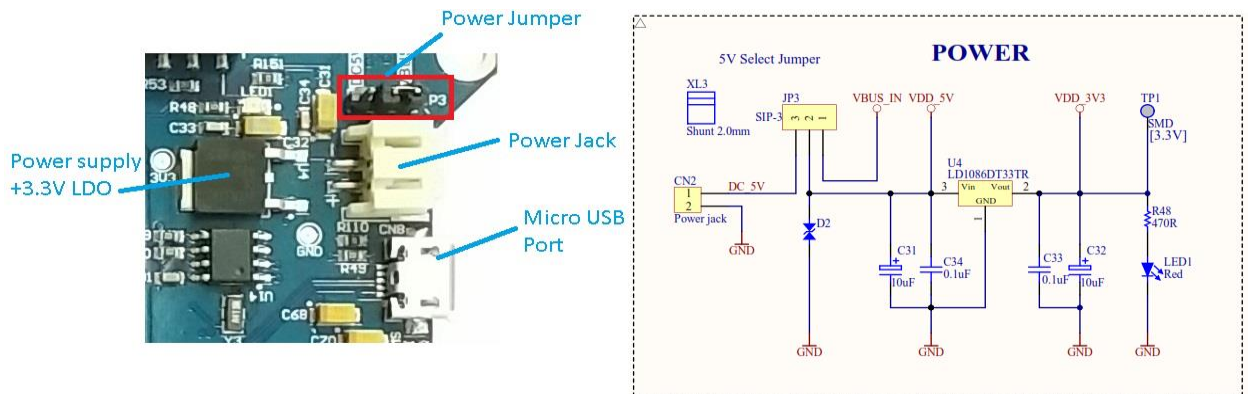 Power Jumper
Power Jack
Power supply
+3.3V LDO
Micro USB
Port
R151
LED1
R48
C33
C34
C31
C32
P3
3V3
GND
R110
R49
CN8
U14
C68
Y3
POWER
5V Select Jumper
XL3
Shunt 2.0mm
JP3
SIP-3
3 2 1
VBUS_IN
VDD_5V
VDD_3V3
TP1
SMD
[3.3V]
U4
LD1086DT33TR
3 Vin Vout 2
GND
1
CN2
1
2
Power jack
DC_5V
GND
D2
C31
10uF
C34
0.1uF
C33
0.1uF
C32
10uF
R48
470R
LED1
Red
GND
GND
GND
GND